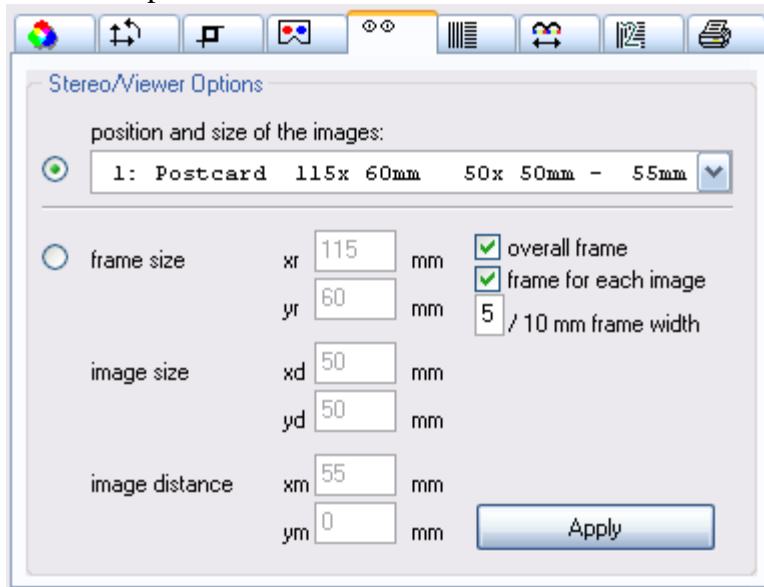 Stereo/Viewer Options
position and size of the images:
1: Postcard 115x 60mm 50x 50mm - 55mm
frame size xr 115 mm
overall frame
frame for each image
yr 60 mm
5 / 10 mm frame width
image size xd 50 mm
yd 50 mm
image distance xm 55 mm
ym 0 mm
Apply